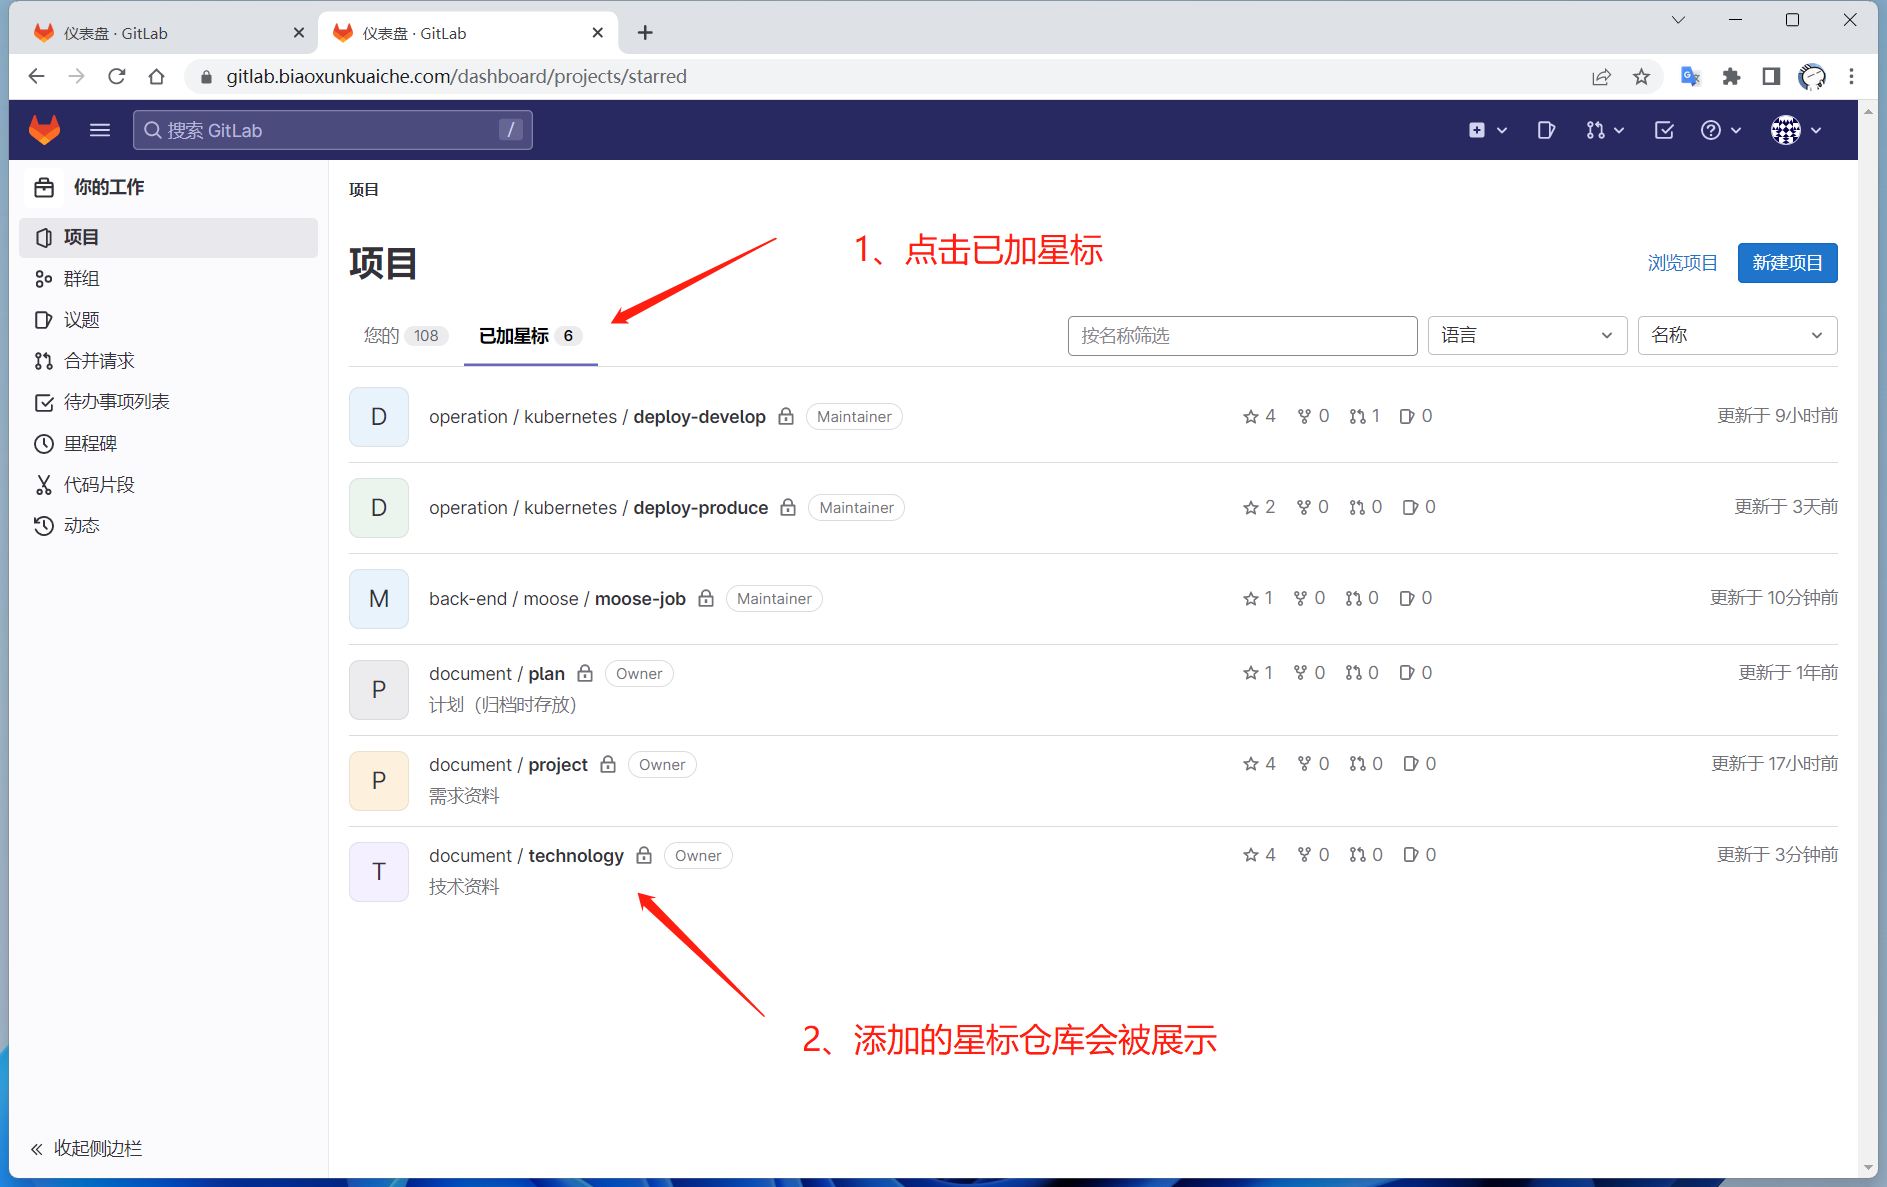 仪表盘 · GitLab
仪表盘 · GitLab
gitlab.biaoxunkuaiche.com/dashboard/projects/starred
搜索 GitLab
/
你的工作
项目
群组
议题
合并请求
待办事项列表
里程碑
代码片段
动态
收起侧边栏
项目
项目
1、点击已加星标
浏览项目
新建项目
您的 108
已加星标 6
按名称筛选
语言
名称
D
operation / kubernetes / deploy-develop Maintainer
4 0 1 0
更新于 9小时前
D
operation / kubernetes / deploy-produce Maintainer
2 0 0 0
更新于 3天前
M
back-end / moose / moose-job Maintainer
1 0 0 0
更新于 10分钟前
P
document / plan Owner
1 0 0 0
更新于 1年前
计划（归档时存放）
P
document / project Owner
4 0 0 0
更新于 17小时前
需求资料
T
document / technology Owner
4 0 0 0
更新于 3分钟前
技术资料
2、添加的星标仓库会被展示